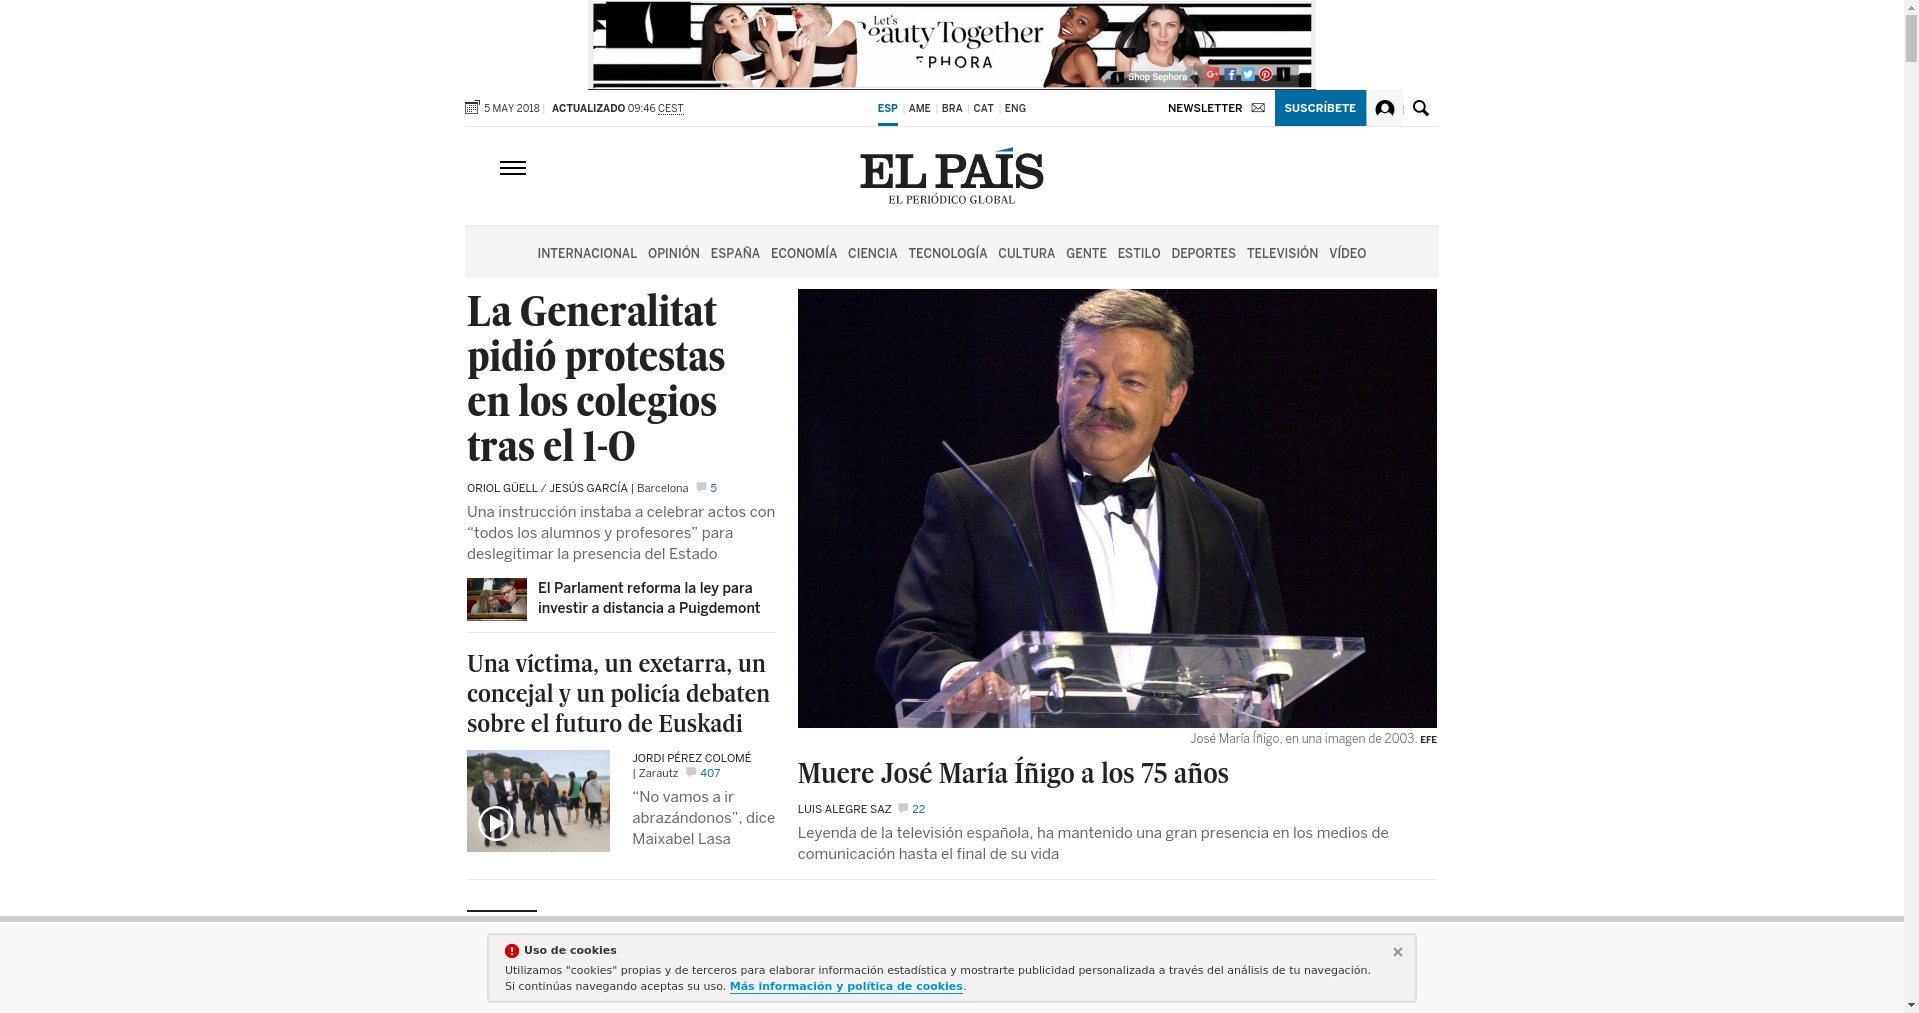 Let's
Beauty Together
SEPHORA
Shop Sephora
5 MAY 2018 | ACTUALIZADO 09:46 CEST
ESP | AME | BRA | CAT | ENG
NEWSLETTER
SUSCRÍBETE
EL PAÍS
EL PERIÓDICO GLOBAL
INTERNACIONAL OPINIÓN ESPAÑA ECONOMÍA CIENCIA TECNOLOGÍA CULTURA GENTE ESTILO DEPORTES TELEVISIÓN VÍDEO
La Generalitat
pidió protestas
en los colegios
tras el 1-O
ORIOL GÜELL / JESÚS GARCÍA | Barcelona 5
Una instrucción instaba a celebrar actos con
“todos los alumnos y profesores” para
deslegitimar la presencia del Estado
El Parlament reforma la ley para
investir a distancia a Puigdemont
Una víctima, un exetarra, un
concejal y un policía debaten
sobre el futuro de Euskadi
JORDI PÉREZ COLOMÉ
| Zarautz 407
“No vamos a ir
abrazándonos”, dice
Maixabel Lasa
José María Íñigo, en una imagen de 2003. EFE
Muere José María Íñigo a los 75 años
LUIS ALEGRE SAZ 22
Leyenda de la televisión española, ha mantenido una gran presencia en los medios de
comunicación hasta el final de su vida
Uso de cookies
Utilizamos "cookies" propias y de terceros para elaborar información estadística y mostrarte publicidad personalizada a través del análisis de tu navegación.
Si continúas navegando aceptas su uso. Más información y política de cookies.